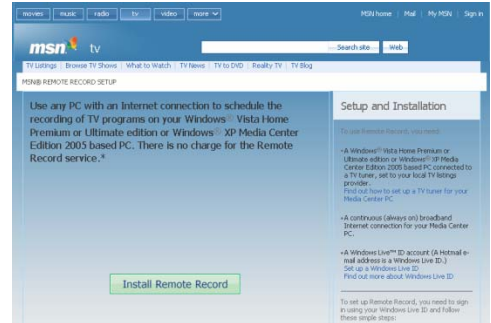 movies music radio tv video more MSN home | Mail | My MSN | Sign in
msn tv Search site Web
TV Listings | Browse TV Shows | What to Watch | TV News | TV to DVD | Reality TV | TV Blog
MSN® REMOTE RECORD SETUP
Use any PC with an Internet connection to schedule the
recording of TV programs on your Windows® Vista Home
Premium or Ultimate edition or Windows® XP Media Center
Edition 2005 based PC. There is no charge for the Remote
Record service.*
Install Remote Record
Setup and Installation
To use Remote Record, you need:
•A Windows® Vista Home Premium or
Ultimate edition or Windows® XP Media
Center Edition 2005 based PC connected to
a TV tuner, set to your local TV listings
provider.
Find out how to set up a TV tuner for your
Media Center PC
•A continuous (always on) broadband
Internet connection for your Media Center
PC.
•A Windows Live™ ID account (A Hotmail e-
mail address is a Windows Live ID.)
Set up a Windows Live ID
Find out more about Windows Live ID
To set up Remote Record, you need to sign
in using your Windows Live ID and follow
these simple steps: